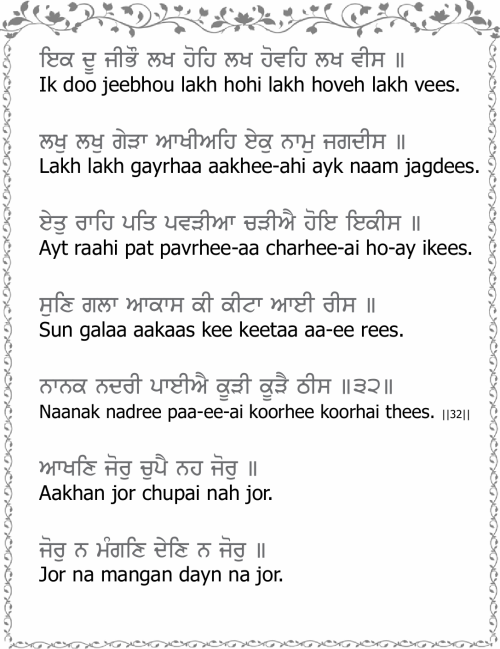 ਇਕ ਦੂ ਜੀਭੌ ਲਖ ਹੋਹਿ ਲਖ ਹੋਵਹਿ ਲਖ ਵੀਸ ॥
Ik doo jeebhou lakh hohi lakh hoveh lakh vees.
ਲਖੁ ਲਖੁ ਗੇੜਾ ਆਖੀਅਹਿ ਏਕੁ ਨਾਮੁ ਜਗਦੀਸ ॥
Lakh lakh gayrhaa aakhee-ahi ayk naam jagdees.
ਏਤੁ ਰਾਹਿ ਪਤਿ ਪਵੜੀਆ ਚੜੀਐ ਹੋਇ ਇਕੀਸ ॥
Ayt raahi pat pavrhee-aa charhee-ai ho-ay ikees.
ਸੁਣਿ ਗਲਾ ਆਕਾਸ ਕੀ ਕੀਟਾ ਆਈ ਰੀਸ ॥
Sun galaa aakaas kee keetaa aa-ee rees.
ਨਾਨਕ ਨਦਰੀ ਪਾਈਐ ਕੂੜੀ ਕੂੜੈ ਠੀਸ ॥੩੨॥
Naanak nadree paa-ee-ai koorhee koorhai thees. ||32||
ਆਖਣਿ ਜੋਰੁ ਚੁਪੈ ਨਹ ਜੋਰੁ ॥
Aakhan jor chupai nah jor.
ਜੋਰੁ ਨ ਮੰਗਣਿ ਦੇਣਿ ਨ ਜੋਰੁ ॥
Jor na mangan dayn na jor.